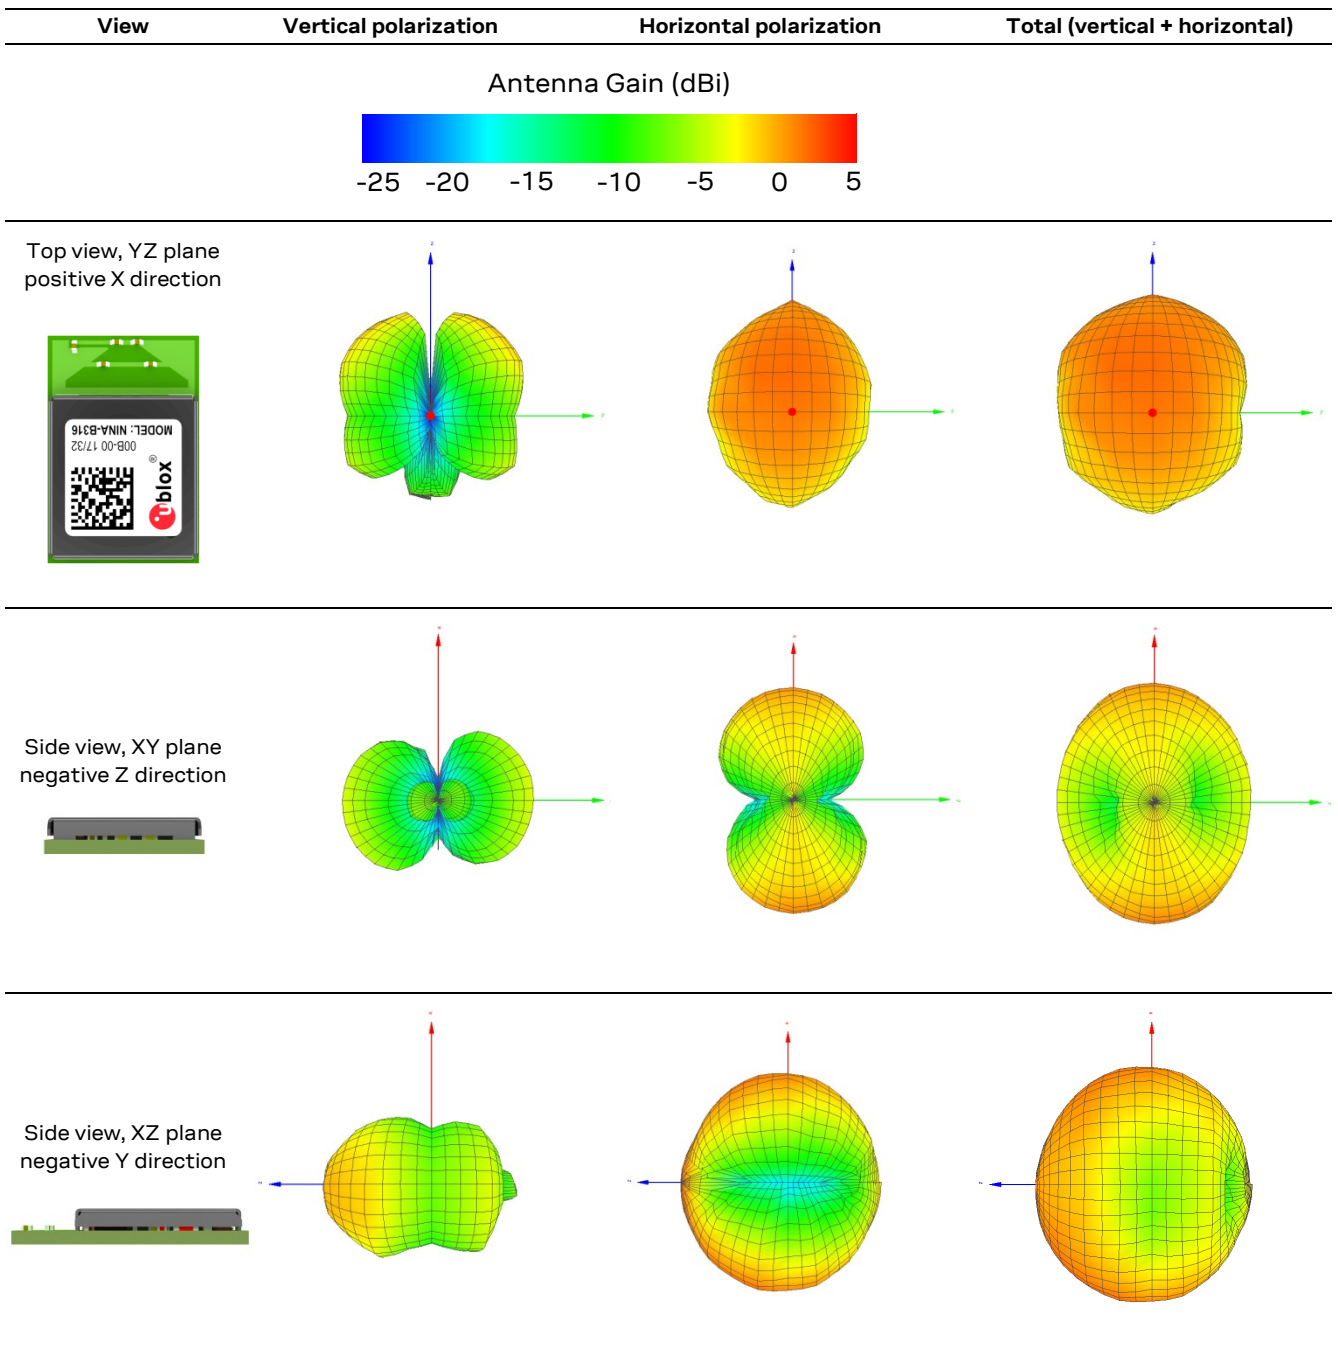 View Vertical polarization Horizontal polarization Total (vertical + horizontal)
Antenna Gain (dBi)
-25 -20 -15 -10 -5 0 5
Top view, YZ plane
positive X direction
MODEL: NINA-B316
00B-00 17/32
ublox®
Side view, XY plane
negative Z direction
Side view, XZ plane
negative Y direction